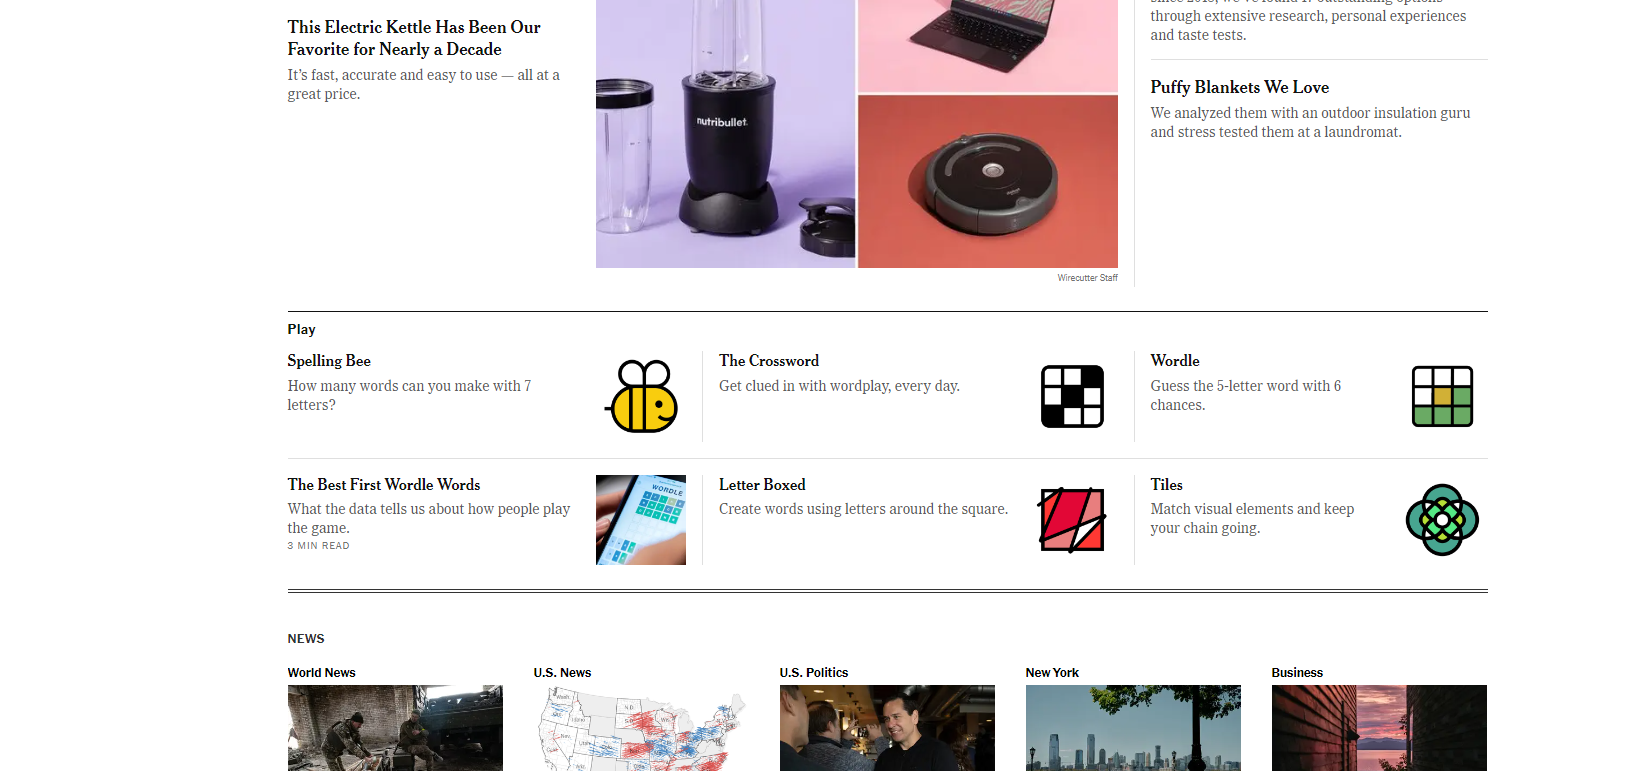 This Electric Kettle Has Been Our
Favorite for Nearly a Decade
It's fast, accurate and easy to use — all at a
great price.
nutribullet
Wirecutter Staff
through extensive research, personal experiences
and taste tests.
Puffy Blankets We Love
We analyzed them with an outdoor insulation guru
and stress tested them at a laundromat.
Play
Spelling Bee
How many words can you make with 7
letters?
The Crossword
Get clued in with wordplay, every day.
Wordle
Guess the 5-letter word with 6
chances.
The Best First Wordle Words
What the data tells us about how people play
the game.
3 MIN READ
WORDLE
Letter Boxed
Create words using letters around the square.
Tiles
Match visual elements and keep
your chain going.
NEWS
World News
U.S. News
U.S. Politics
New York
Business
Wash.
N.D.
Nev.
Utah
Colo.